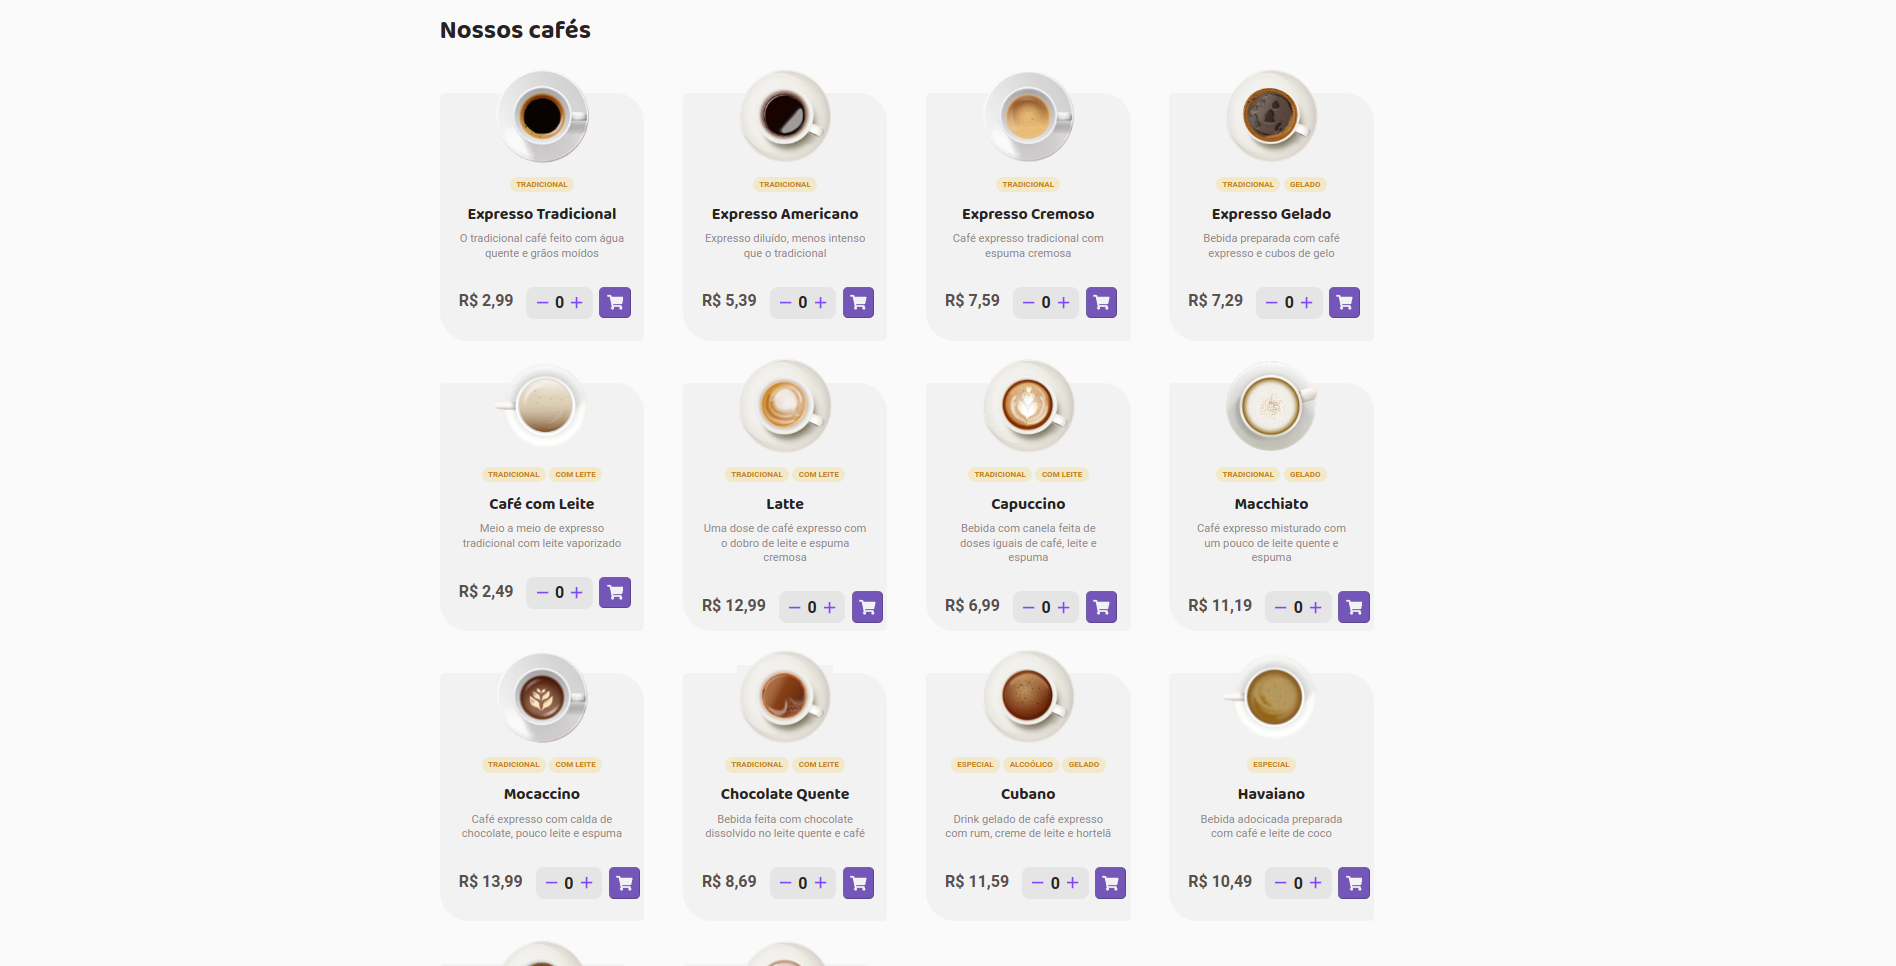 Nossos cafés
TRADICIONAL
Expresso Tradicional
O tradicional café feito com água
quente e grãos moídos
R$ 2,99 − 0 +
TRADICIONAL
Expresso Americano
Expresso diluído, menos intenso
que o tradicional
R$ 5,39 − 0 +
TRADICIONAL
Expresso Cremoso
Café expresso tradicional com
espuma cremosa
R$ 7,59 − 0 +
TRADICIONAL GELADO
Expresso Gelado
Bebida preparada com café
expresso e cubos de gelo
R$ 7,29 − 0 +
TRADICIONAL COM LEITE
Café com Leite
Meio a meio de expresso
tradicional com leite vaporizado
R$ 2,49 − 0 +
TRADICIONAL COM LEITE
Latte
Uma dose de café expresso com
o dobro de leite e espuma
cremosa
R$ 12,99 − 0 +
TRADICIONAL COM LEITE
Capuccino
Bebida com canela feita de
doses iguais de café, leite e
espuma
R$ 6,99 − 0 +
TRADICIONAL GELADO
Macchiato
Café expresso misturado com
um pouco de leite quente e
espuma
R$ 11,19 − 0 +
TRADICIONAL COM LEITE
Mocaccino
Café expresso com calda de
chocolate, pouco leite e espuma
R$ 13,99 − 0 +
TRADICIONAL COM LEITE
Chocolate Quente
Bebida feita com chocolate
dissolvido no leite quente e café
R$ 8,69 − 0 +
ESPECIAL ALCOÓLICO GELADO
Cubano
Drink gelado de café expresso
com rum, creme de leite e hortelã
R$ 11,59 − 0 +
ESPECIAL
Havaiano
Bebida adocicada preparada
com café e leite de coco
R$ 10,49 − 0 +